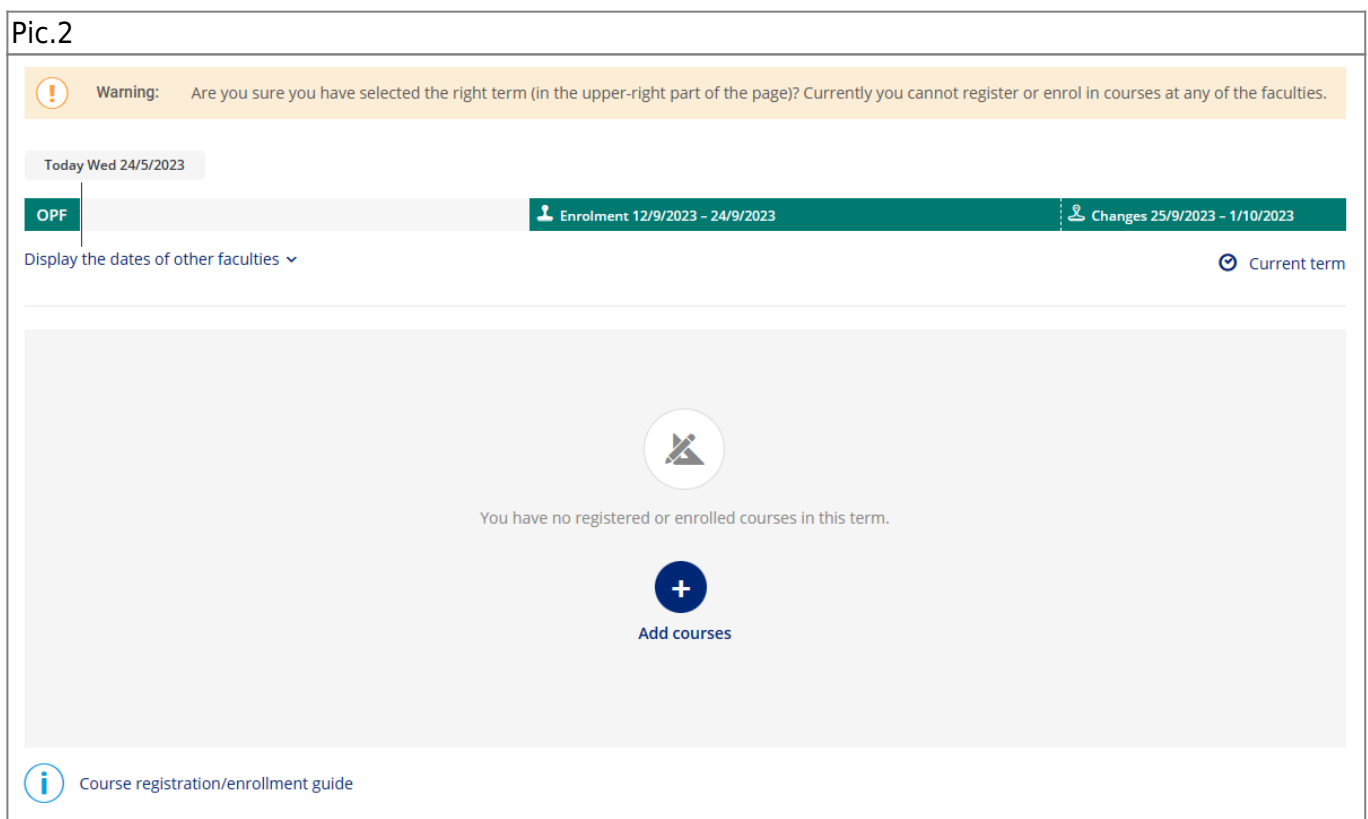 Pic.2
Warning: Are you sure you have selected the right term (in the upper-right part of the page)? Currently you cannot register or enrol in courses at any of the faculties.
Today Wed 24/5/2023
OPF Enrolment 12/9/2023 – 24/9/2023 Changes 25/9/2023 – 1/10/2023
Display the dates of other faculties Current term
You have no registered or enrolled courses in this term.
Add courses
Course registration/enrollment guide